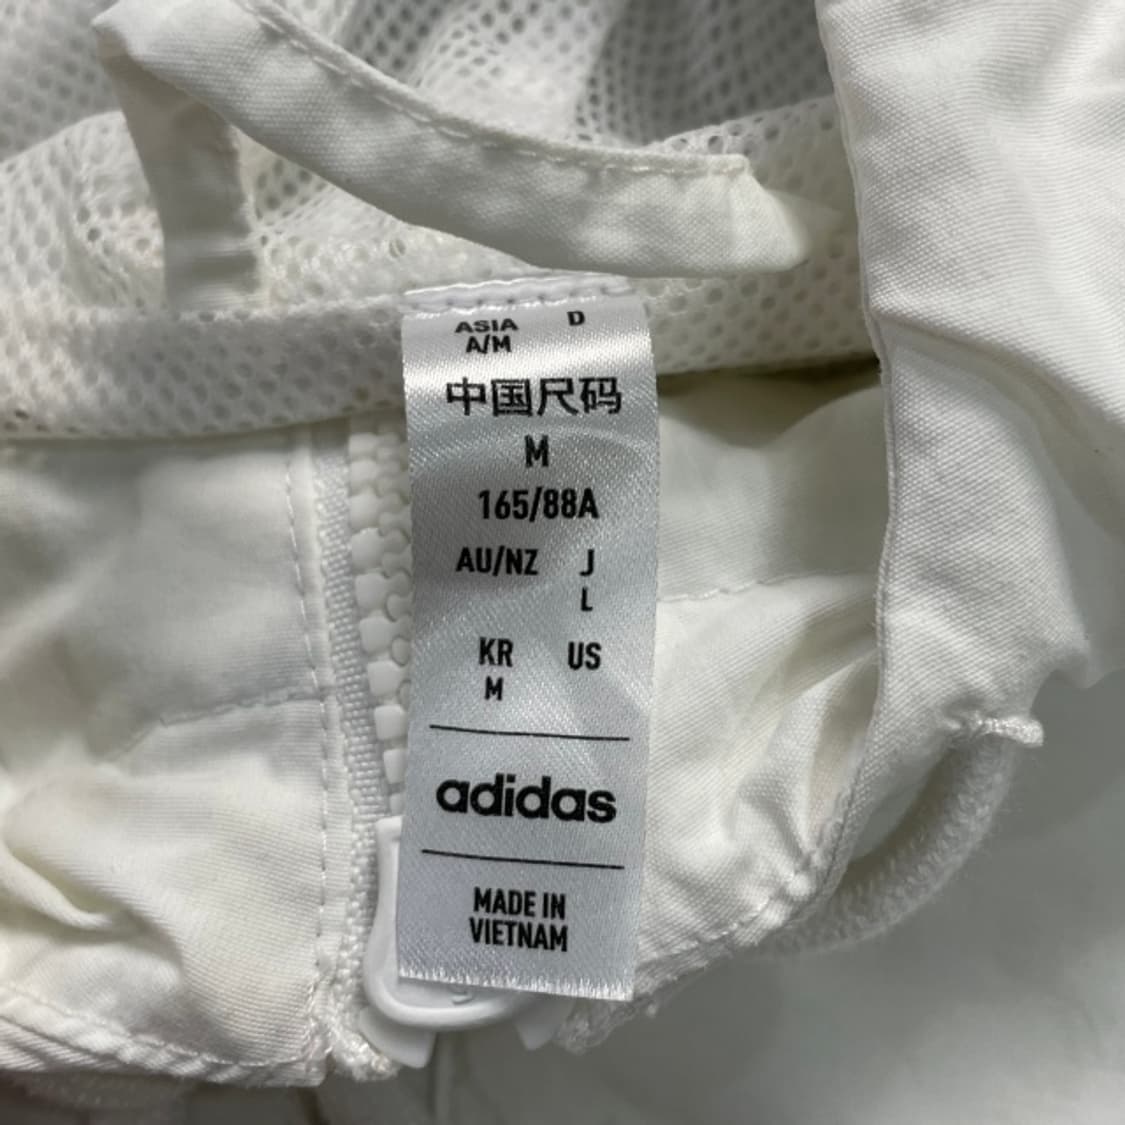 ASIA D
A/M
中国尺码
M
165/88A
AU/NZ J
L
KR US
M
adidas
MADE IN
VIETNAM